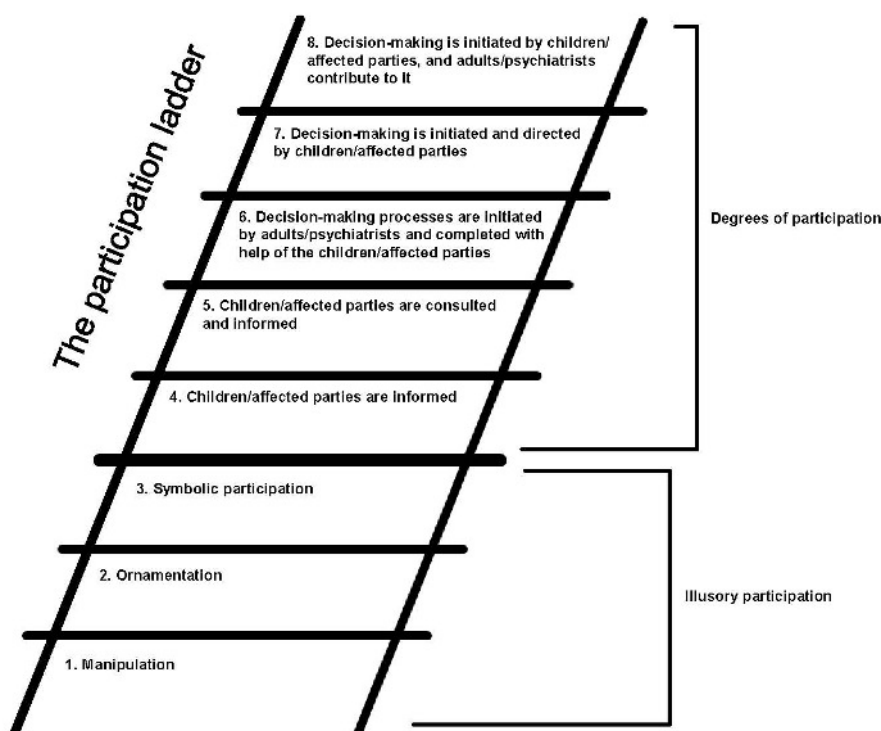 The participation ladder
8. Decision-making is initiated by children/
affected parties, and adults/psychiatrists
contribute to it
7. Decision-making is initiated and directed
by children/affected parties
6. Decision-making processes are initiated
by adults/psychiatrists and completed with
help of the children/affected parties
Degrees of participation
5. Children/affected parties are consulted
and informed
4. Children/affected parties are informed
3. Symbolic participation
2. Ornamentation
Illusory participation
1. Manipulation